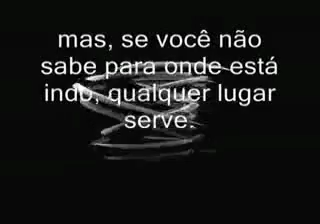 mas, se você não
sabe para onde está
indo, qualquer lugar
serve.